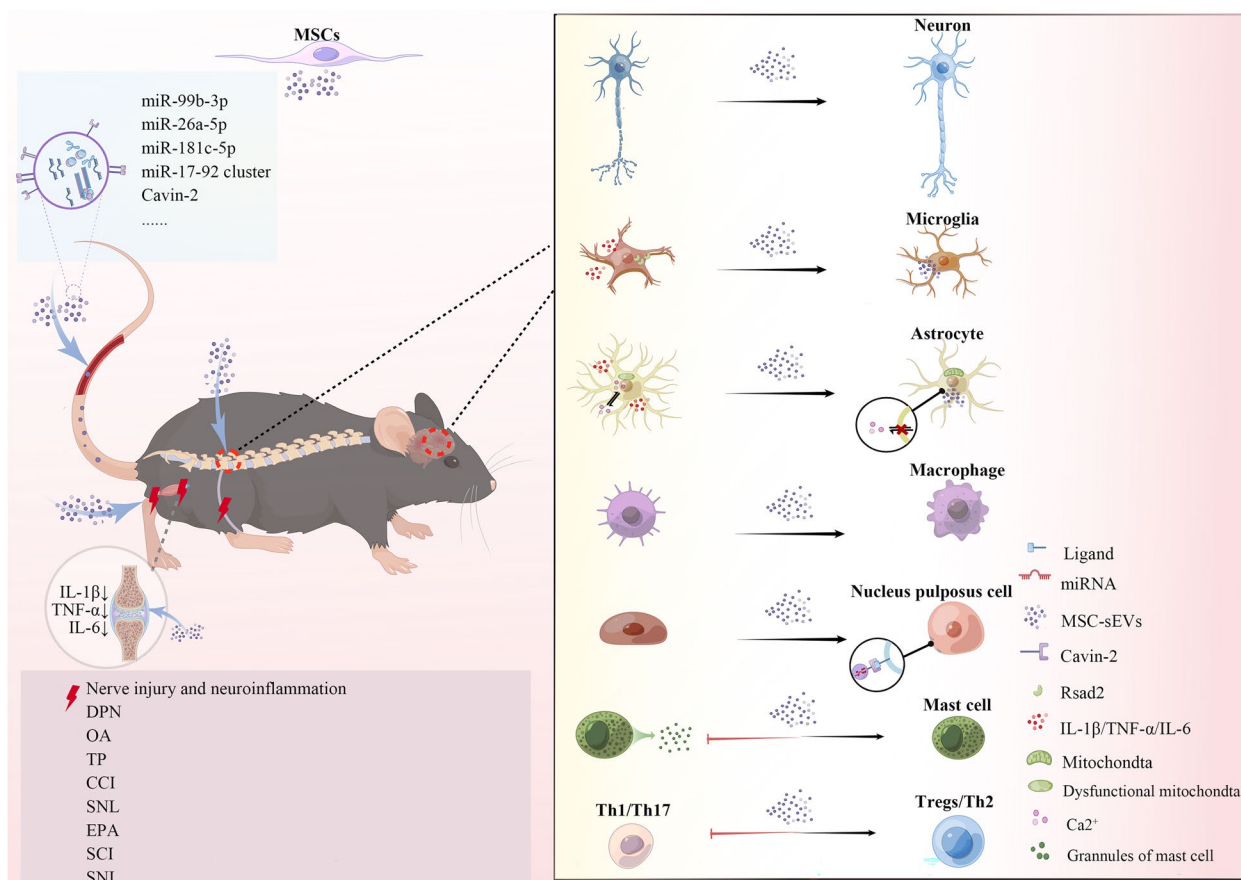 MSCs
miR-99b-3p
miR-26a-5p
miR-181c-5p
miR-17-92 cluster
Cavin-2
......
IL-1β↓
TNF-α↓
IL-6↓
Nerve injury and neuroinflammation
DPN
OA
TP
CCI
SNL
EPA
SCI
SNI
Neuron
Microglia
Astrocyte
Macrophage
Nucleus pulposus cell
Mast cell
Th1/Th17
Tregs/Th2
Ligand
miRNA
MSC-sEVs
Cavin-2
Rsad2
IL-1β/TNF-α/IL-6
Mitochondta
Dysfunctional mitochondta
Ca²⁺
Grannules of mast cell